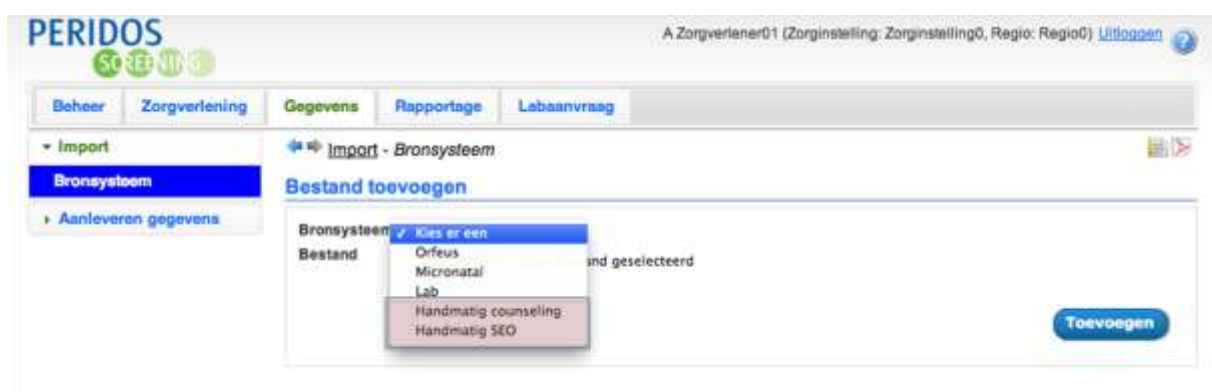 PERIDOS
SCREENING
A Zorgverlener01 (Zorginstelling: Zorginstelling0, Regio: Regio0) Uitloggen
Beheer Zorgverlening Gegevens Rapportage Labaanvraag
Import
Import - Bronsysteem
Bronsysteem
Bestand toevoegen
Aanleveren gegevens
Bronsysteem
✓ Kies er een
Bestand
Orfeus
and geselecteerd
Micronatal
Lab
Handmatig counseling
Handmatig SEO
Toevoegen